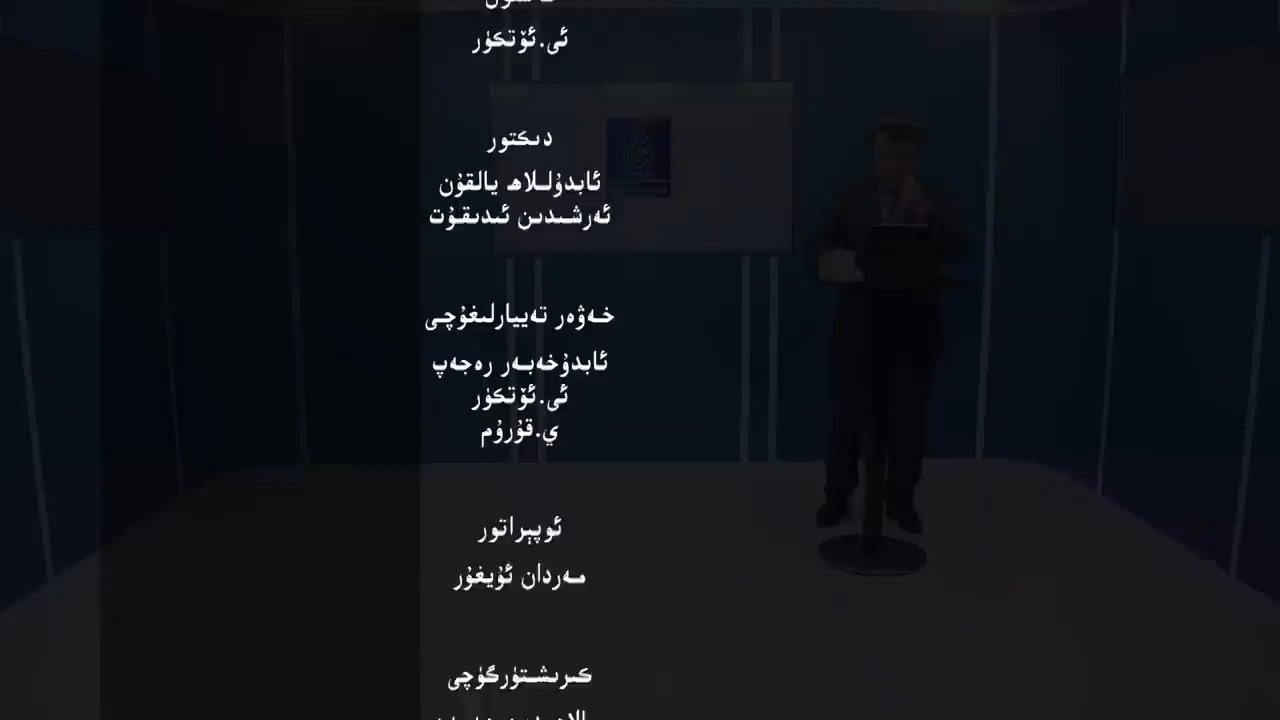 ئى.ئۆتكۈر
دىكتور
ئابدۇللاھ يالقۇن
ئەرشىدىن ئىدىقۇت
خەۋەر تەييارلىغۇچى
ئابدۇخەبەر رەجەپ
ئى.ئۆتكۈر
ي.قۇرۇم
ئوپېراتور
مەردان ئۇيغۇر
كىرىشتۈرگۈچى